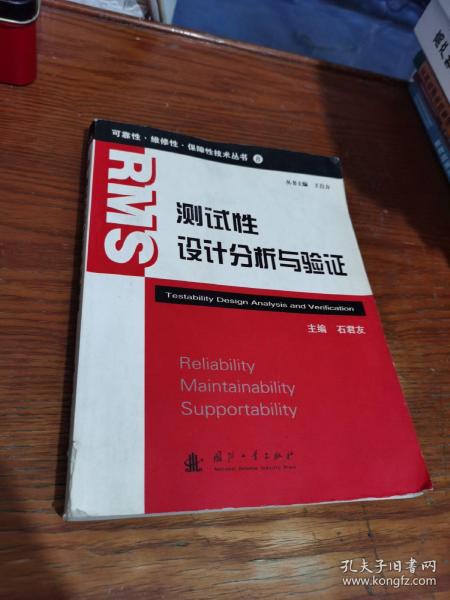 可靠性·维修性·保障性技术丛书
丛书主编 王自力
RMS
测试性
设计分析与验证
Testability Design Analysis and Verification
主编 石君友
Reliability
Maintainability
Supportability
国防工业出版社
National Defense Industry Press
孔夫子旧书网
www.kongfz.com